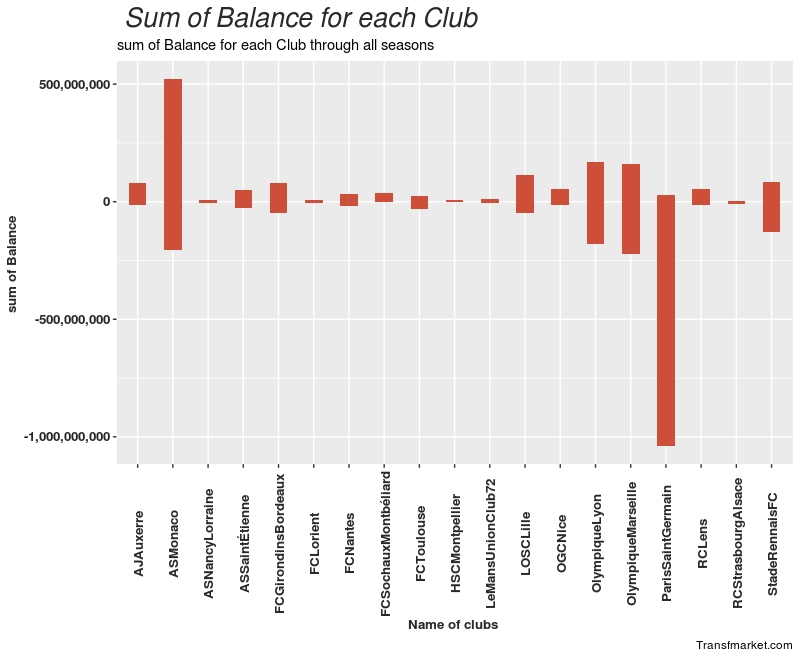 Sum of Balance for each Club
sum of Balance for each Club through all seasons
sum of Balance
500,000,000
0
-500,000,000
-1,000,000,000
AJAuxerre
ASMonaco
ASNancyLorraine
ASSaintÉtienne
FCGirondinsBordeaux
FCLorient
FCNantes
FCSochauxMontbéliard
FCToulouse
HSCMontpellier
LeMansUnionClub72
LOSCLille
OGCNice
OlympiqueLyon
OlympiqueMarseille
ParisSaintGermain
RCLens
RCStrasbourgAlsace
StadeRennaisFC
Name of clubs
Transfmarket.com